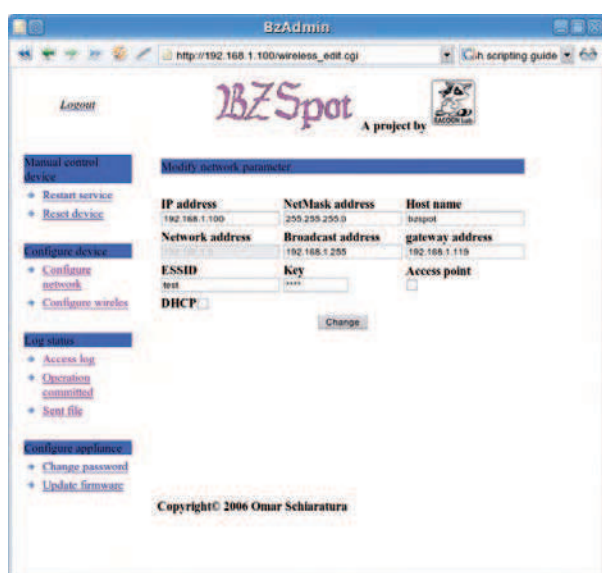 BzAdmin
http://192.168.1.100/wireless_edit.cgi
h scripting guide
Logout
BZSpot A project by
RACOON Lab
Manual control device
Restart service
Reset device
Configure device
Configure network
Configure wireles
Log status
Access log
Operation committed
Sent file
Configure appliance
Change password
Update firmware
Modify network parameter
IP address NetMask address Host name
192.168.1.100 255.255.255.0 bzspot
Network address Broadcast address gateway address
192.168.1.255 192.168.1.119
ESSID Key Access point
test ****
DHCP
Change
Copyright© 2006 Omar Schiaratura